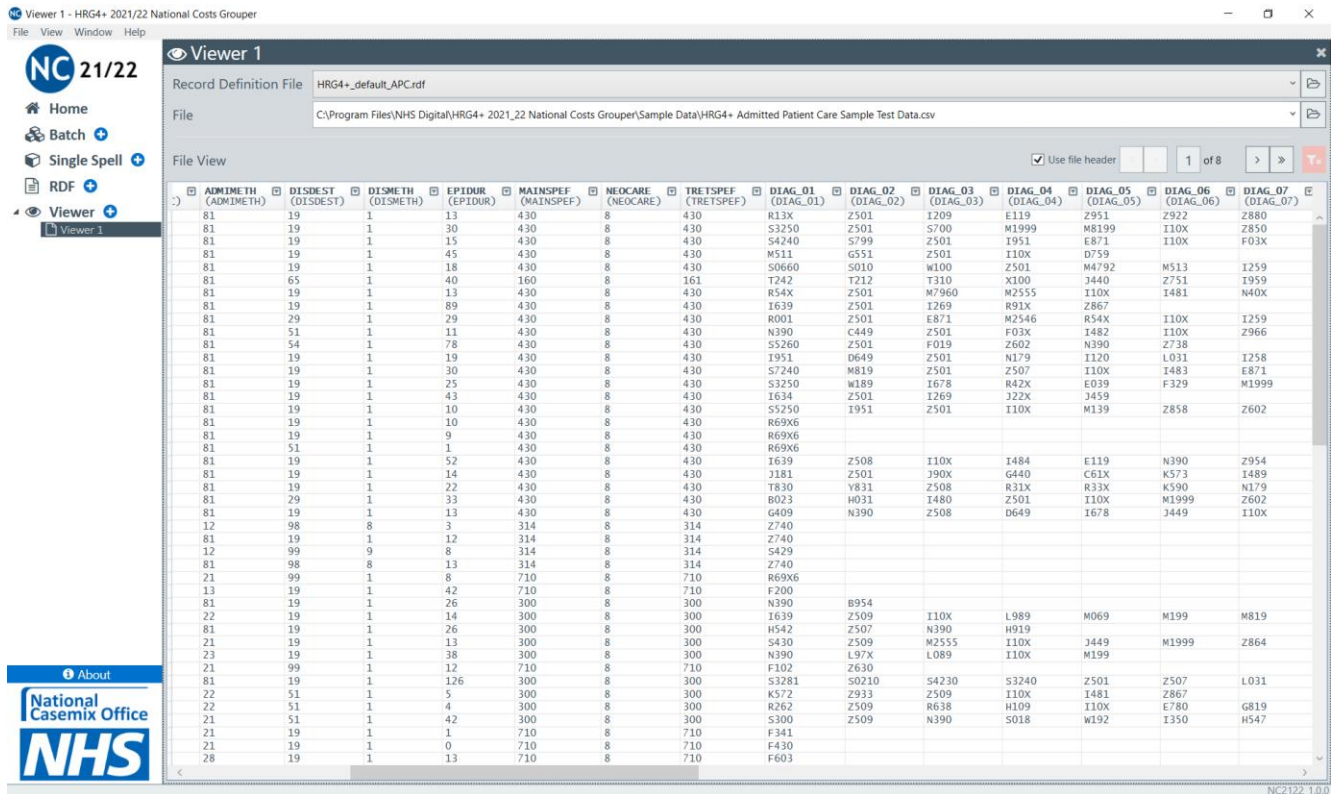 Viewer 1 - HRG4+ 2021/22 National Costs Grouper
File View Window Help
NC 21/22
Home
Batch
Single Spell
RDF
Viewer
Viewer 1
Viewer 1
Record Definition File HRG4+_default_APC.rdf
File C:\Program Files\NHS Digital\HRG4+ 2021_22 National Costs Grouper\Sample Data\HRG4+ Admitted Patient Care Sample Test Data.csv
File View Use file header 1 of 8
ADMIMETH DISDEST DISMETH EPIDUR MAINSPEF NEOCARE TRETSPEF DIAG_01 DIAG_02 DIAG_03 DIAG_04 DIAG_05 DIAG_06 DIAG_07
:) (ADMIMETH) (DISDEST) (DISMETH) (EPIDUR) (MAINSPEF) (NEOCARE) (TRETSPEF) (DIAG_01) (DIAG_02) (DIAG_03) (DIAG_04) (DIAG_05) (DIAG_06) (DIAG_07)
81 19 1 13 430 8 430 R13X Z501 I209 E119 Z951 Z922 Z880
81 19 1 30 430 8 430 S3250 Z501 S700 M1999 M8199 I10X Z850
81 19 1 15 430 8 430 S4240 S799 Z501 I951 E871 I10X F03X
81 19 1 45 430 8 430 M511 G551 Z501 I10X D759
81 19 1 18 430 8 430 S0660 S010 W100 Z501 M4792 M513 I259
81 65 1 40 160 8 161 T242 T212 T310 X100 J440 Z751 I959
81 19 1 13 430 8 430 R54X Z501 M7960 M2555 I10X I481 N40X
81 19 1 89 430 8 430 I639 Z501 I269 R91X Z867
81 29 1 29 430 8 430 R001 Z501 E871 M2546 R54X I10X I259
81 51 1 11 430 8 430 N390 C449 Z501 F03X I482 I10X Z966
81 54 1 78 430 8 430 S5260 Z501 F019 Z602 N390 Z738
81 19 1 19 430 8 430 I951 D649 Z501 N179 I120 L031 I258
81 19 1 30 430 8 430 S7240 M819 Z501 Z507 I10X I483 E871
81 19 1 25 430 8 430 S3250 W189 I678 R42X E039 F329 M1999
81 19 1 43 430 8 430 I634 Z501 I269 J22X J459
81 19 1 10 430 8 430 S5250 I951 Z501 I10X M139 Z858 Z602
81 19 1 10 430 8 430 R69X6
81 19 1 9 430 8 430 R69X6
81 51 1 1 430 8 430 R69X6
81 19 1 52 430 8 430 I639 Z508 I10X I484 E119 N390 Z954
81 19 1 14 430 8 430 J181 Z501 J90X G440 C61X K573 I489
81 19 1 22 430 8 430 T830 Y831 Z508 R31X R33X K590 N179
81 29 1 33 430 8 430 B023 H031 I480 Z501 I10X M1999 Z602
81 19 1 13 430 8 430 G409 N390 Z508 D649 I678 J449 I10X
12 98 8 3 314 8 314 Z740
81 19 1 12 314 8 314 Z740
12 99 9 8 314 8 314 S429
81 98 8 13 314 8 314 Z740
21 99 1 8 710 8 710 R69X6
13 19 1 42 710 8 710 F200
81 19 1 26 300 8 300 N390 B954
22 19 1 14 300 8 300 I639 Z509 I10X L989 M069 M199 M819
81 19 1 26 300 8 300 H542 Z507 N390 H919
21 19 1 13 300 8 300 S430 Z509 M2555 I10X J449 M1999 Z864
23 19 1 38 300 8 300 N390 L97X L089 I10X M199
21 99 1 12 710 8 710 F102 Z630
81 19 1 126 300 8 300 S3281 S0210 S4230 S3240 Z501 Z507 L031
22 51 1 5 300 8 300 K572 Z933 Z509 I10X I481 Z867
22 51 1 4 300 8 300 R262 Z509 R638 H109 I10X E780 G819
21 51 1 42 300 8 300 S300 Z509 N390 S018 W192 I350 H547
21 19 1 1 710 8 710 F341
21 19 1 0 710 8 710 F430
28 19 1 13 710 8 710 F603
About
National
Casemix Office
NHS
NC2122_1.0.0